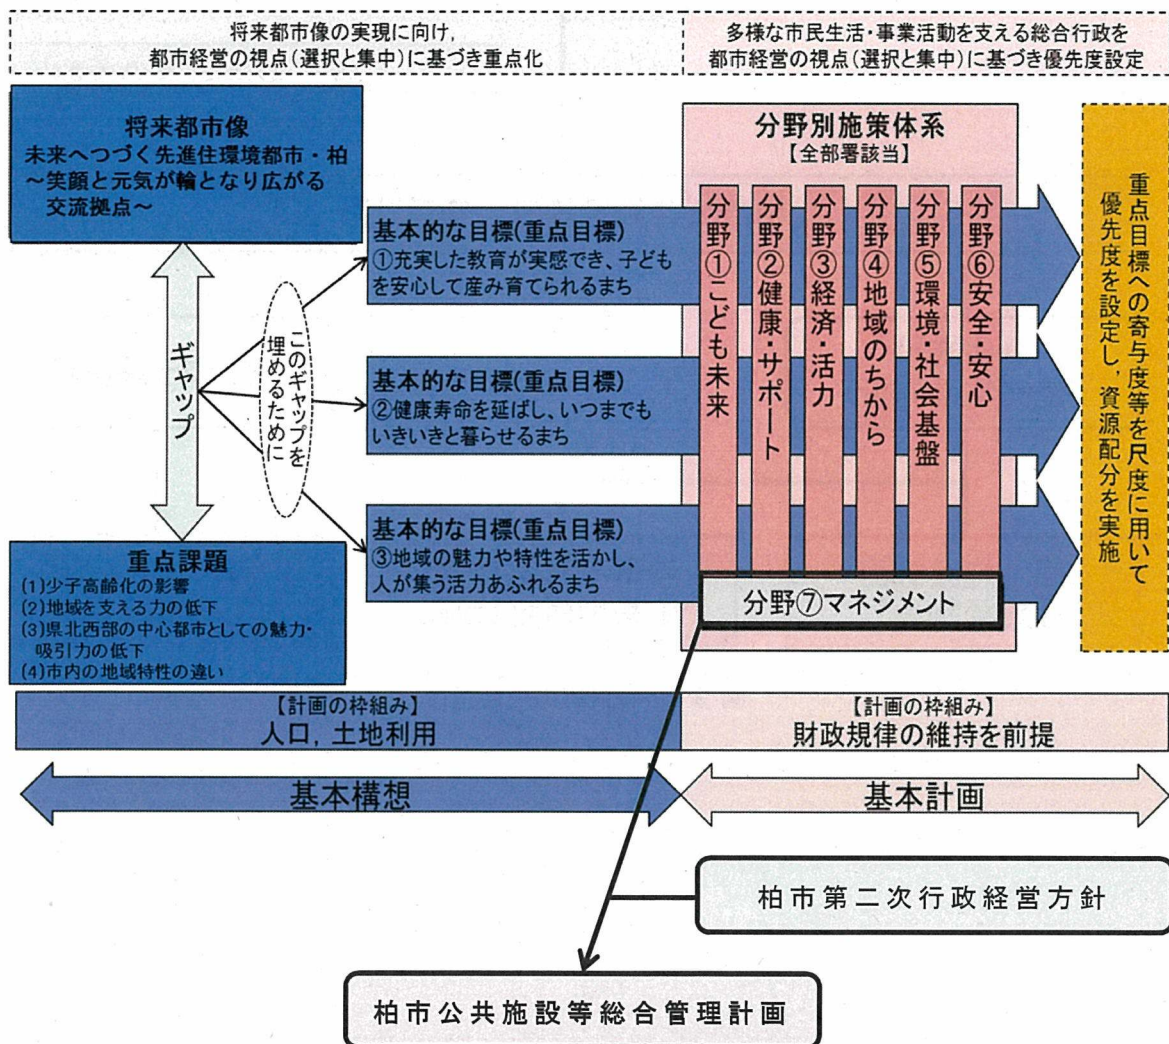 将来都市像の実現に向け,
都市経営の視点(選択と集中)に基づき重点化
多様な市民生活・事業活動を支える総合行政を
都市経営の視点(選択と集中)に基づき優先度設定
将来都市像
未来へつづく先進住環境都市・柏
~笑顔と元気が輪となり広がる
交流拠点~
ギャップ
このギャップを
埋めるために
重点課題
(1)少子高齢化の影響
(2)地域を支える力の低下
(3)県北西部の中心都市としての魅力・
吸引力の低下
(4)市内の地域特性の違い
基本的な目標(重点目標)
①充実した教育が実感でき、子ども
を安心して産み育てられるまち
基本的な目標(重点目標)
②健康寿命を延ばし、いつまでも
いきいきと暮らせるまち
基本的な目標(重点目標)
③地域の魅力や特性を活かし、
人が集う活力あふれるまち
分野別施策体系
【全部署該当】
分野①こども未来
分野②健康・サポート
分野③経済・活力
分野④地域のちから
分野⑤環境・社会基盤
分野⑥安全・安心
分野⑦マネジメント
重点目標への寄与度等を尺度に用いて
優先度を設定し,資源配分を実施
【計画の枠組み】
人口,土地利用
【計画の枠組み】
財政規律の維持を前提
基本構想
基本計画
柏市第二次行政経営方針
柏市公共施設等総合管理計画